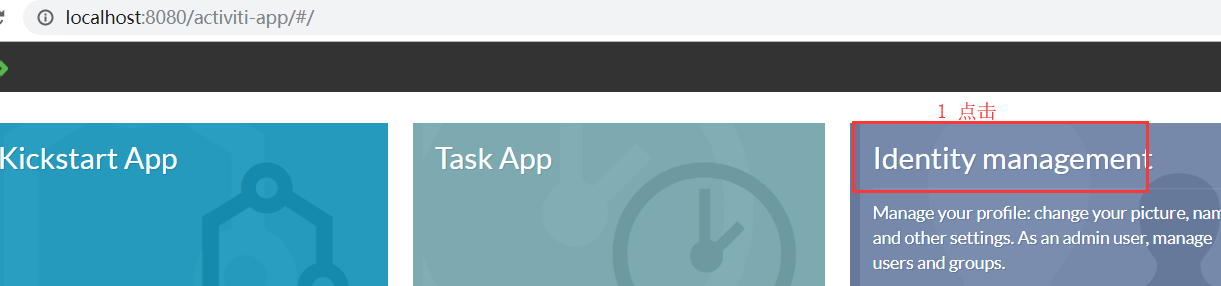 localhost:8080/activiti-app/#/
1 点击
Kickstart App
Task App
Identity management
Manage your profile: change your picture, nam
and other settings. As an admin user, manage
users and groups.